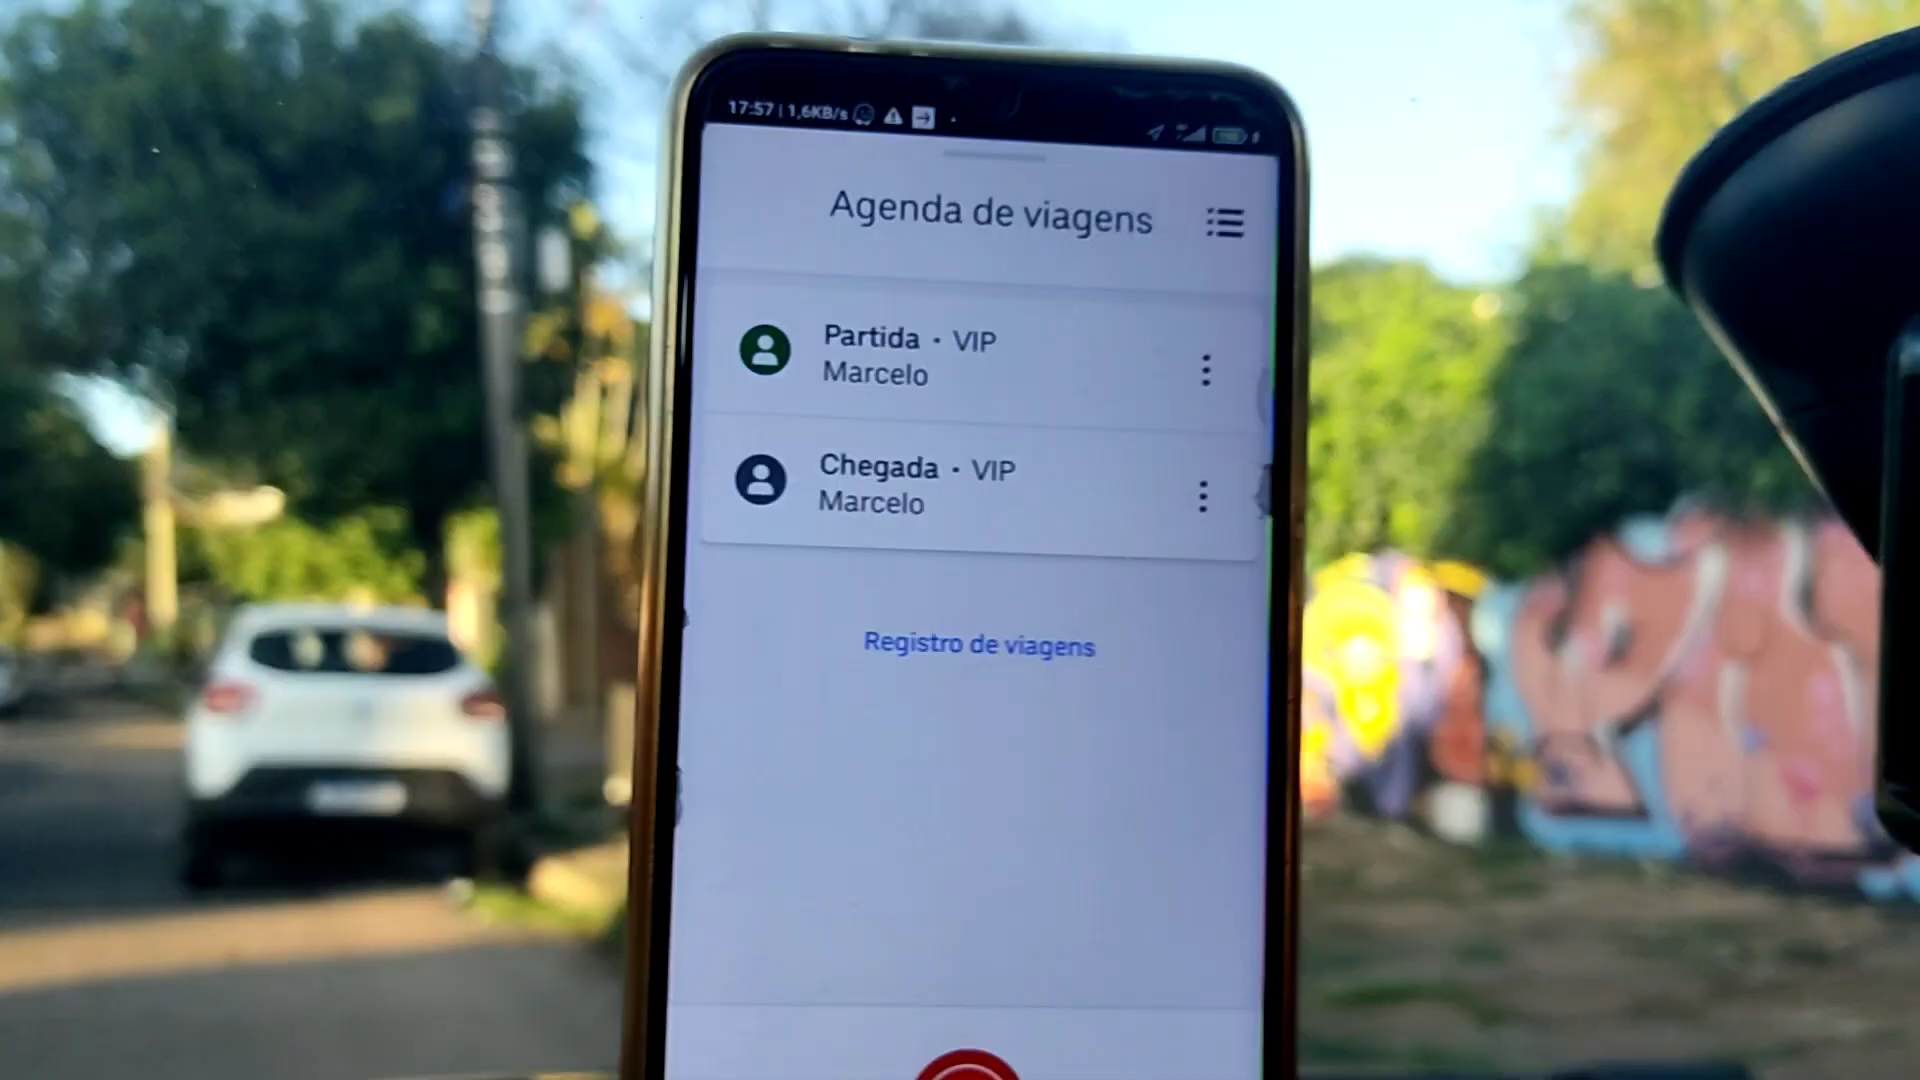 17:57 | 1,6KB/s
Agenda de viagens
Partida • VIP
Marcelo
Chegada • VIP
Marcelo
Registro de viagens